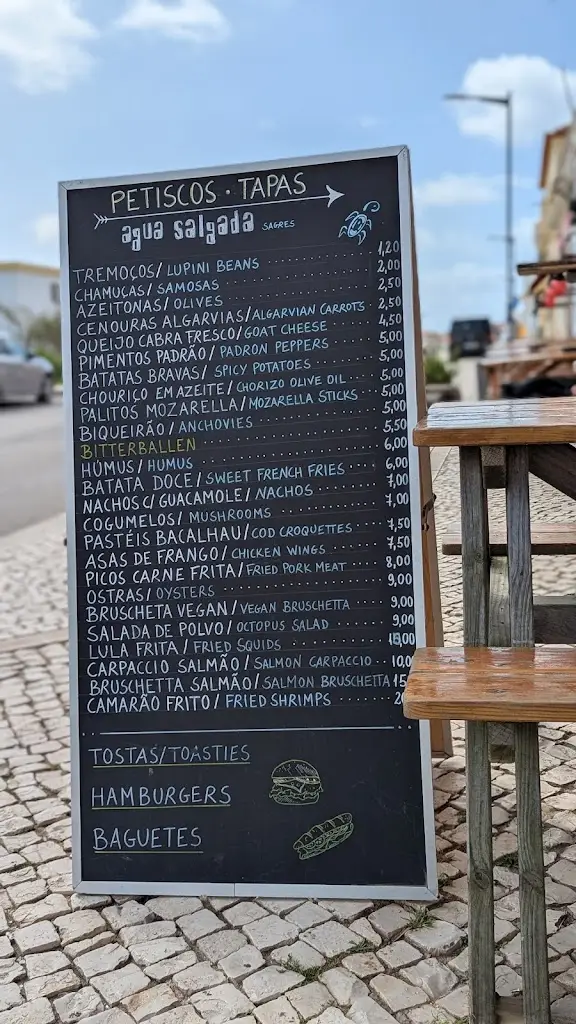 PETISCOS · TAPAS
agua salgada SAGRES
TREMOÇOS/ LUPINI BEANS 1,20
CHAMUÇAS/ SAMOSAS 2,00
AZEITONAS/ OLIVES 2,50
CENOURAS ALGARVIAS/ALGARVIAN CARROTS 2,50
QUEIJO CABRA FRESCO/GOAT CHEESE 4,50
PIMENTOS PADRÃO/ PADRON PEPPERS 5,00
BATATAS BRAVAS/ SPICY POTATOES 5,00
CHOURIÇO EM AZEITE/CHORIZO OLIVE OIL 5,00
PALITOS MOZARELLA/MOZARELLA STICKS 5,00
BIQUEIRÃO/ANCHOVIES 5,00
BITTERBALLEN 5,50
HÚMUS/ HUMUS 6,00
BATATA DOCE/ SWEET FRENCH FRIES 6,00
NACHOS C/ GUACAMOLE/ NACHOS 7,00
COGUMELOS/ MUSHROOMS 7,00
PASTÉIS BACALHAU/COD CROQUETTES 7,50
ASAS DE FRANGO/ CHICKEN WINGS 7,50
PICOS CARNE FRITA/FRIED PORK MEAT 8,00
OSTRAS/ OYSTERS 9,00
BRUSCHETA VEGAN/ VEGAN BRUSCHETTA 9,00
SALADA DE POLVO/ OCTOPUS SALAD 9,00
LULA FRITA / FRIED SQUIDS
CARPACCIO SALMÃO/SALMON CARPACCIO 10,0
BRUSCHETTA SALMÃO/ SALMON BRUSCHETTA 15
CAMARÃO FRITO/ FRIED SHRIMPS
TOSTAS/TOASTIES
HAMBURGERS
BAGUETES